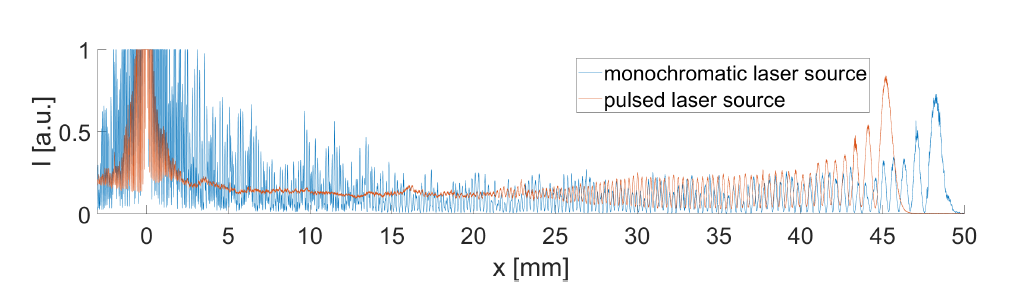 1
0.5
0
I [a.u.]
monochromatic laser source
pulsed laser source
0 5 10 15 20 25 30 35 40 45 50
x [mm]